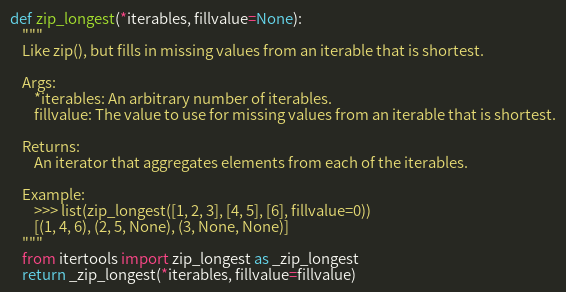 def zip_longest(*iterables, fillvalue=None):
"""
Like zip(), but fills in missing values from an iterable that is shortest.
Args:
*iterables: An arbitrary number of iterables.
fillvalue: The value to use for missing values from an iterable that is shortest.
Returns:
An iterator that aggregates elements from each of the iterables.
Example:
>>> list(zip_longest([1, 2, 3], [4, 5], [6], fillvalue=0))
[(1, 4, 6), (2, 5, None), (3, None, None)]
"""
from itertools import zip_longest as _zip_longest
return _zip_longest(*iterables, fillvalue=fillvalue)